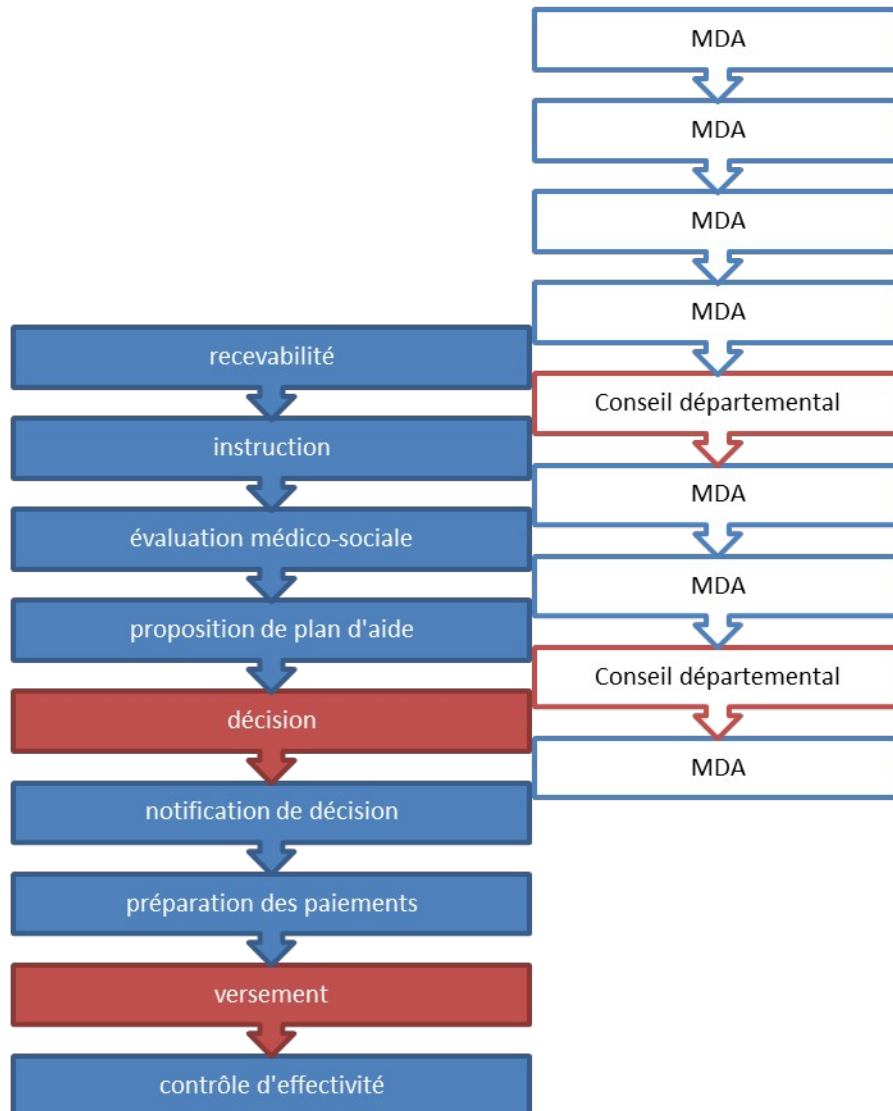 MDA
MDA
MDA
MDA
Conseil départemental
MDA
MDA
Conseil départemental
MDA
recevabilité
instruction
évaluation médico-sociale
proposition de plan d'aide
décision
notification de décision
préparation des paiements
versement
contrôle d'effectivité